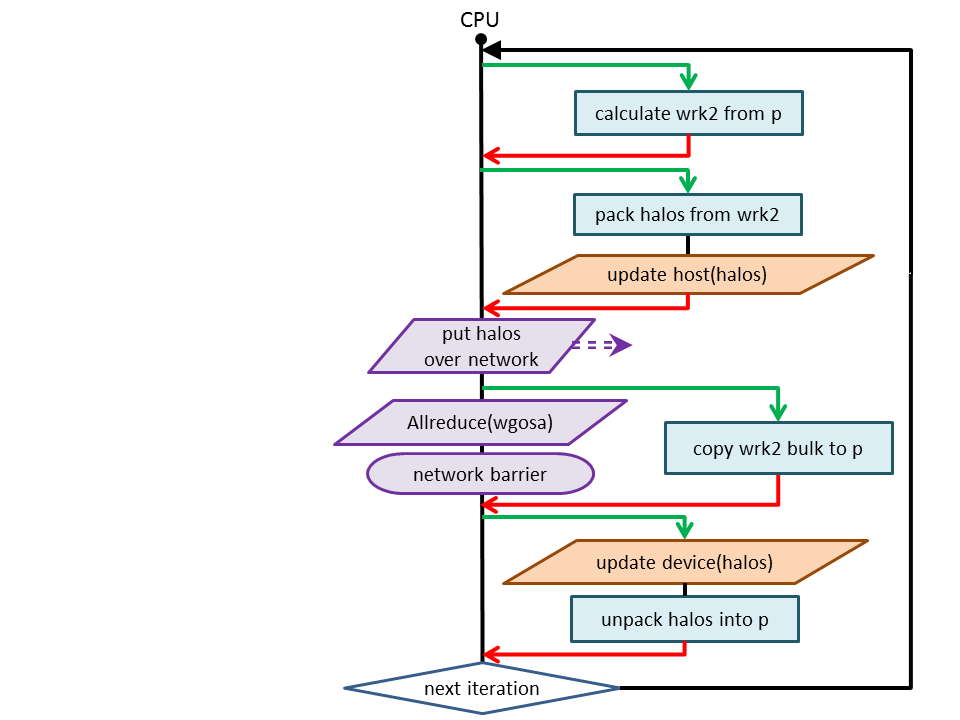 CPU
calculate wrk2 from p
pack halos from wrk2
update host(halos)
put halos
over network
Allreduce(wgosa)
copy wrk2 bulk to p
network barrier
update device(halos)
unpack halos into p
next iteration